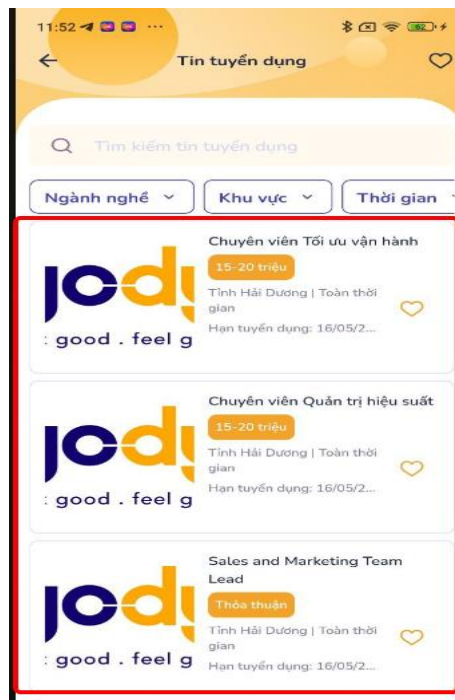 11:52
62
Tin tuyển dụng
Tìm kiếm tin tuyển dụng
Ngành nghề
Khu vực
Thời gian
Chuyên viên Tối ưu vận hành
15-20 triệu
Tỉnh Hải Dương | Toàn thời
gian
Hạn tuyển dụng: 16/05/2...
jody
: good . feel g
Chuyên viên Quản trị hiệu suất
15-20 triệu
Tỉnh Hải Dương | Toàn thời
gian
Hạn tuyển dụng: 16/05/2...
jody
: good . feel g
Sales and Marketing Team
Lead
Thỏa thuận
Tỉnh Hải Dương | Toàn thời
gian
Hạn tuyển dụng: 16/05/2...
jody
: good . feel g